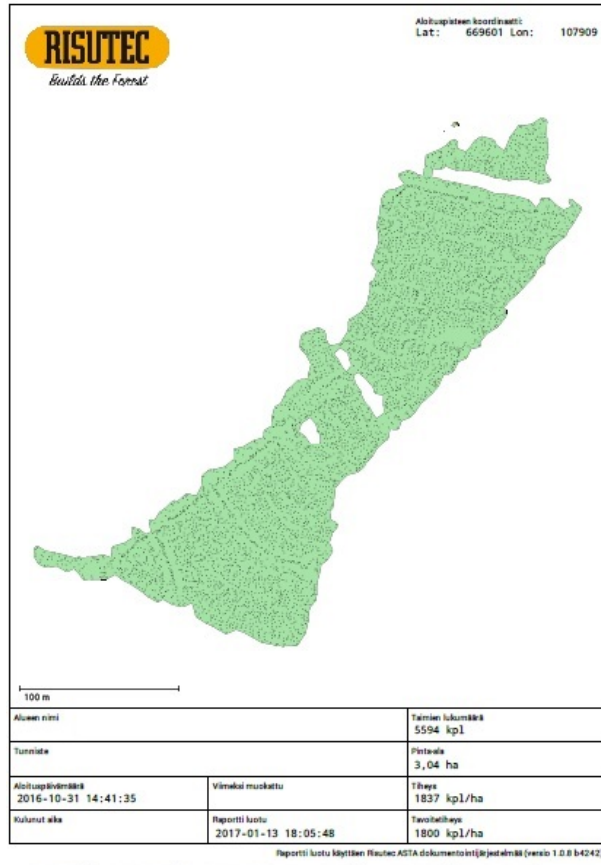 RISUTEC
Builds the Forest
Aloituspisteen koordinaatti:
Lat: 669601 Lon: 107909
100 m
Alueen nimi
Taimien lukumäärä
5594 kpl
Tunniste
Pinta-ala
3,04 ha
Aloituspäivämäärä
2016-10-31 14:41:35
Viimeksi muokattu
Tiheys
1837 kpl/ha
Kulunut aika
Raportti luotu
2017-01-13 18:05:48
Tavoitetiheys
1800 kpl/ha
Raportti luotu käyttäen Risutec ASTA dokumentointijärjestelmää (versio 1.0.8 b4242)